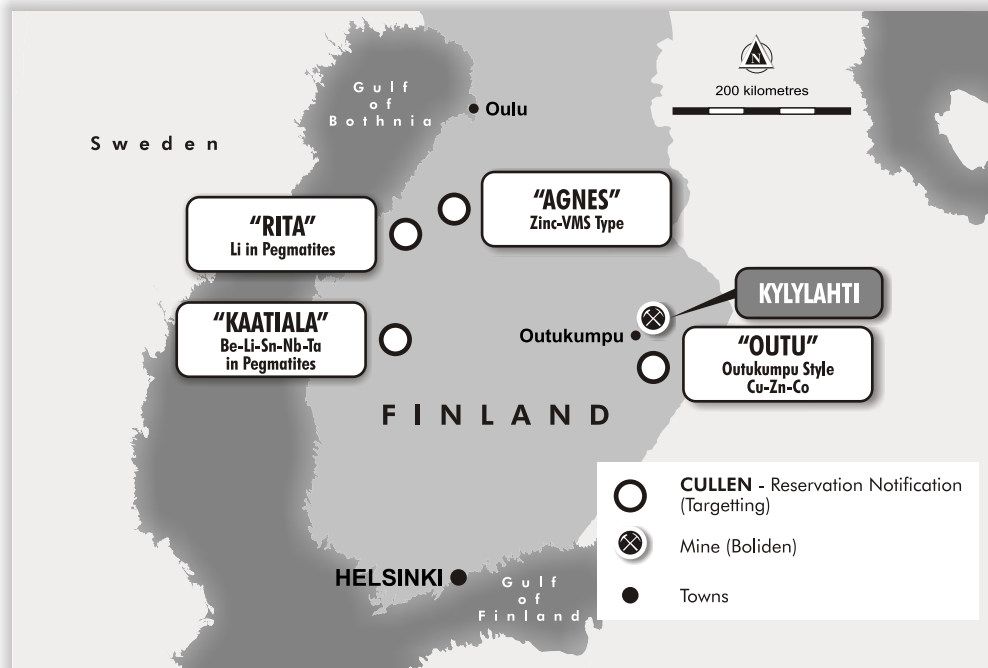 Gulf
of
Bothnia
Oulu
N
200 kilometres
Sweden
“RITA”
Li in Pegmatites
“AGNES”
Zinc-VMS Type
KYLYLAHTI
“KAATIALA”
Be-Li-Sn-Nb-Ta
in Pegmatites
Outukumpu
“OUTU”
Outukumpu Style
Cu-Zn-Co
FINLAND
CULLEN - Reservation Notification
(Targetting)
Mine (Boliden)
Towns
HELSINKI
Gulf
of
Finland